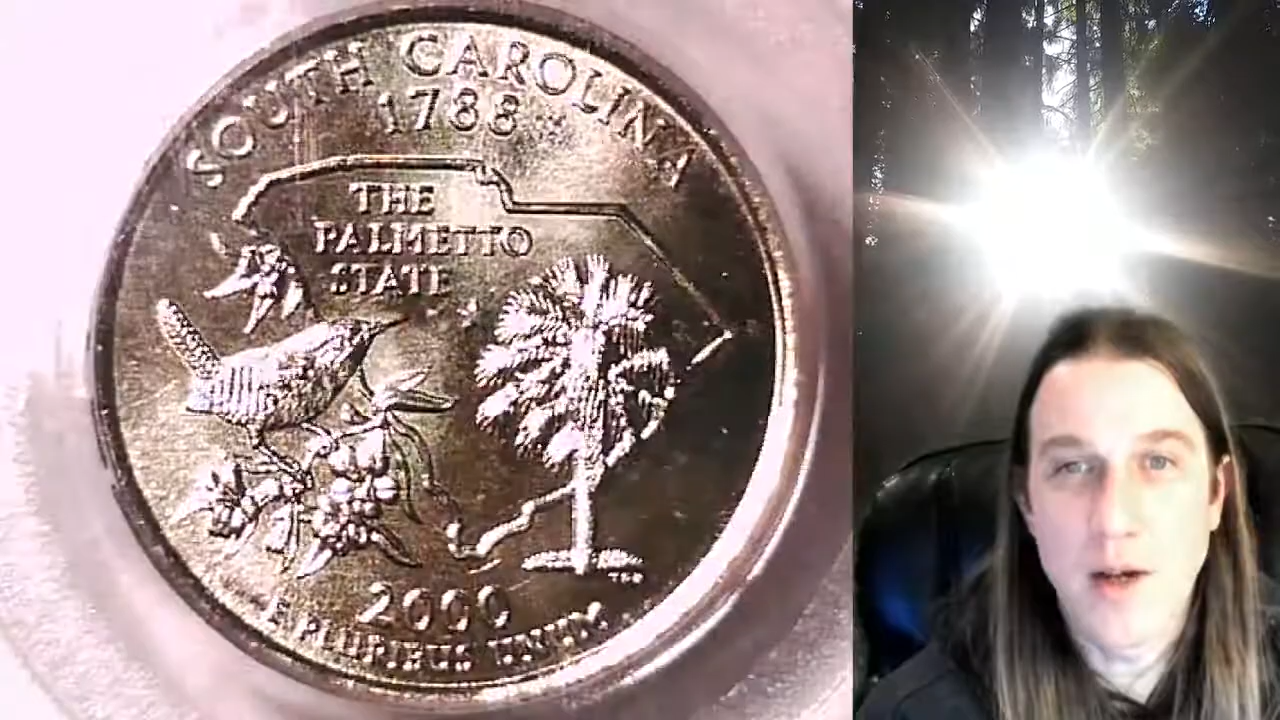 SOUTH CAROLINA
1788
THE
PALMETTO
STATE
2000
E PLURIBUS UNUM